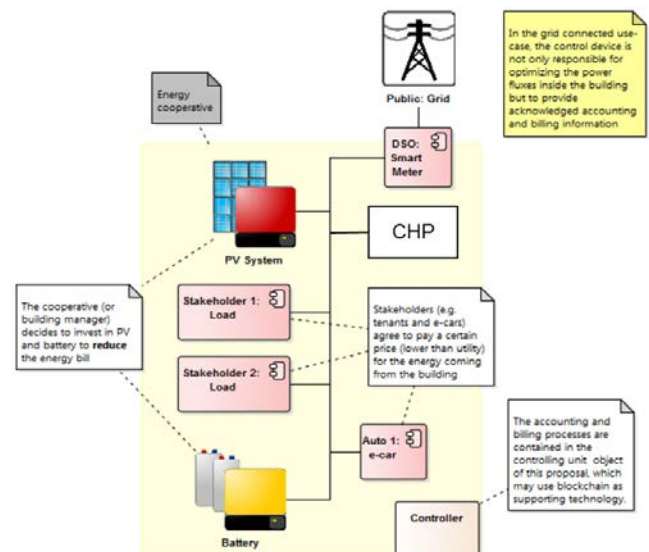 In the grid connected use-
case, the control device is
not only responsible for
optimizing the power
fluxes inside the building
but to provide
acknowledged accounting
and billing information
Public: Grid
Energy
cooperative
DSO:
Smart
Meter
CHP
PV System
The cooperative (or
building manager)
decides to invest in PV
and battery to reduce
the energy bill
Stakeholder 1:
Load
Stakeholders (e.g.
tenants and e-cars)
agree to pay a certain
price (lower than utility)
for the energy coming
from the building
Stakeholder 2:
Load
Auto 1:
e-car
The accounting and
billing processes are
contained in the
controlling unit object
of this proposal, which
may use blockchain as
supporting technology.
Controller
Battery